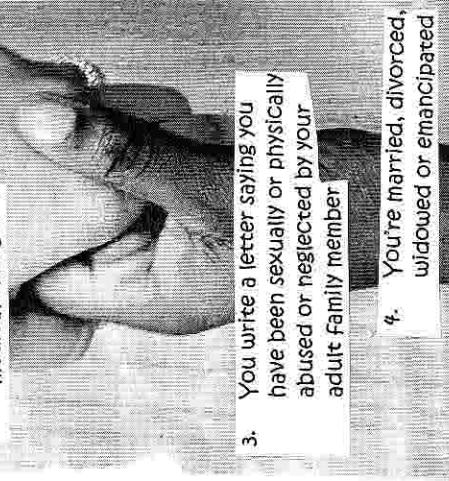 3. You write a letter saying you
have been sexually or physically
abused or neglected by your
adult family member
4. You're married, divorced,
widowed or emancipated